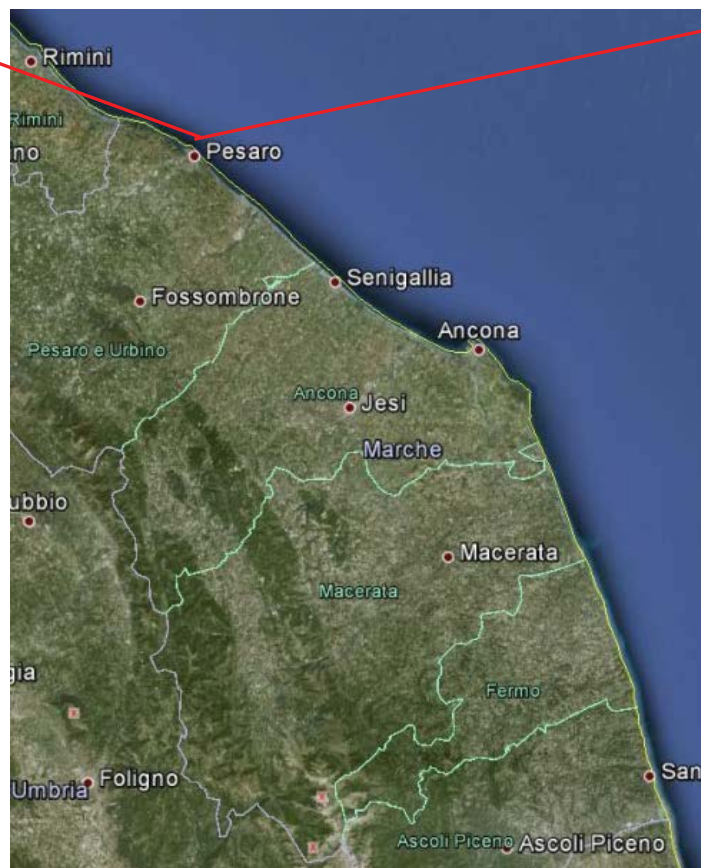 Rimini
Rimini
no
Pesaro
Senigallia
Fossombrone
Ancona
Pesaro e Urbino
Ancona
Jesi
Marche
ubbio
Macerata
Macerata
gia
Fermo
San
Umbria
Foligno
Ascoli Piceno
Ascoli Piceno